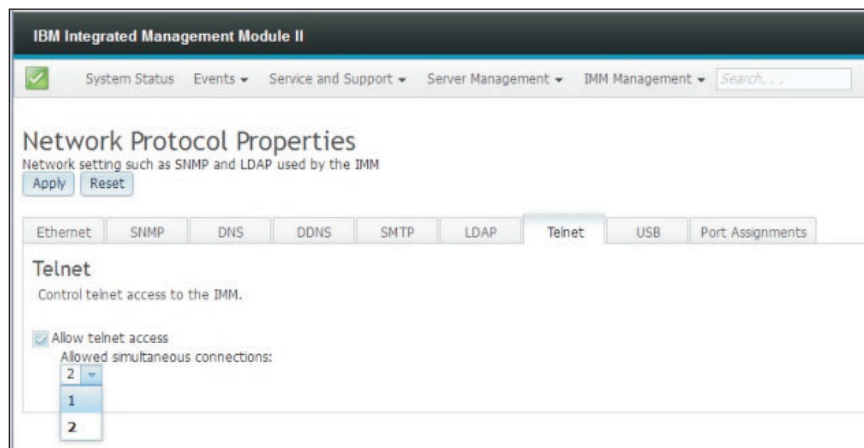 IBM Integrated Management Module II
System Status Events Service and Support Server Management IMM Management Search. . .
Network Protocol Properties
Network setting such as SNMP and LDAP used by the IMM
Apply Reset
Ethernet SNMP DNS DDNS SMTP LDAP Telnet USB Port Assignments
Telnet
Control telnet access to the IMM.
Allow telnet access
Allowed simultaneous connections:
2
1
2